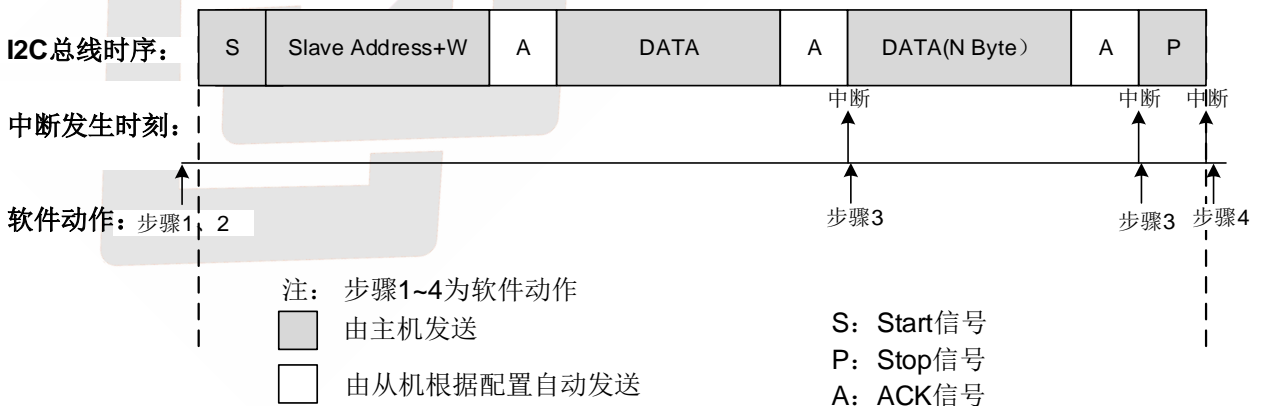 I2C总线时序：
S Slave Address+W A DATA A DATA(N Byte） A P
中断 中断 中断
中断发生时刻：
软件动作：步骤1、2 步骤3 步骤3 步骤4
注： 步骤1~4为软件动作
由主机发送
由从机根据配置自动发送
S：Start信号
P：Stop信号
A：ACK信号